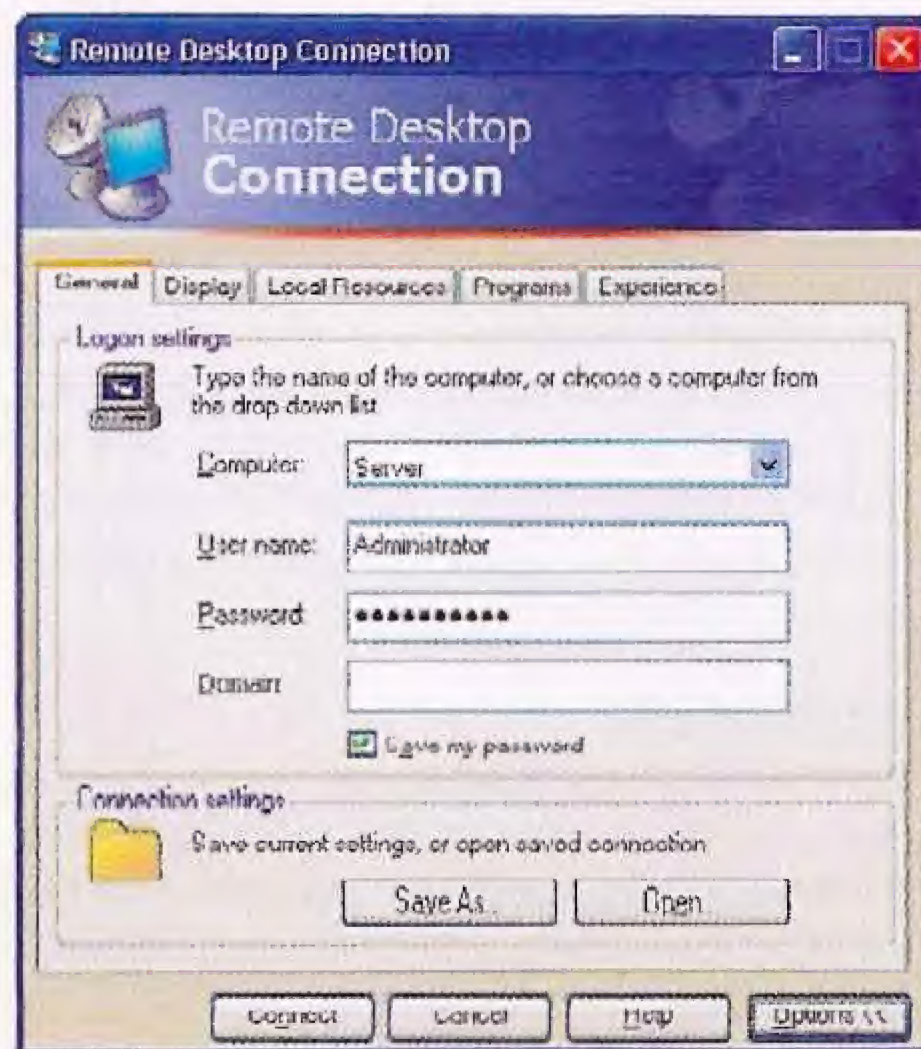 Remote Desktop Connection
Remote Desktop
Connection
General Display Local Resources Programs Experience
Logon settings
Type the name of the computer, or choose a computer from
the drop down list
Computer: Server
User name: Administrator
Password ••••••••••
Domain
Save my password
Connection settings
Save current settings, or open saved connection
Save As... Open
Connect Cancel Help Options <<